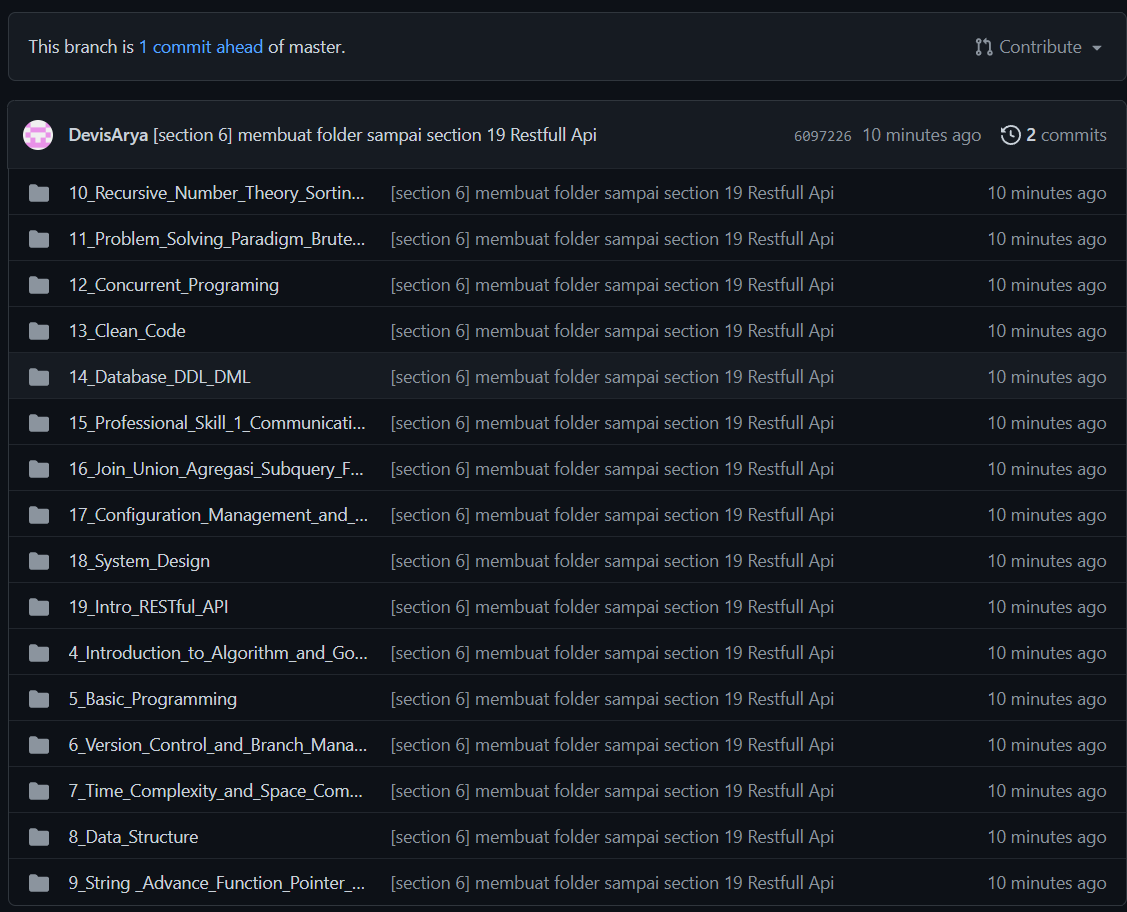 This branch is 1 commit ahead of master. Contribute
DevisArya [section 6] membuat folder sampai section 19 Restfull Api 6097226 10 minutes ago 2 commits
10_Recursive_Number_Theory_Sortin... [section 6] membuat folder sampai section 19 Restfull Api 10 minutes ago
11_Problem_Solving_Paradigm_Brute... [section 6] membuat folder sampai section 19 Restfull Api 10 minutes ago
12_Concurrent_Programing [section 6] membuat folder sampai section 19 Restfull Api 10 minutes ago
13_Clean_Code [section 6] membuat folder sampai section 19 Restfull Api 10 minutes ago
14_Database_DDL_DML [section 6] membuat folder sampai section 19 Restfull Api 10 minutes ago
15_Professional_Skill_1_Communicati... [section 6] membuat folder sampai section 19 Restfull Api 10 minutes ago
16_Join_Union_Agregasi_Subquery_F... [section 6] membuat folder sampai section 19 Restfull Api 10 minutes ago
17_Configuration_Management_and_... [section 6] membuat folder sampai section 19 Restfull Api 10 minutes ago
18_System_Design [section 6] membuat folder sampai section 19 Restfull Api 10 minutes ago
19_Intro_RESTful_API [section 6] membuat folder sampai section 19 Restfull Api 10 minutes ago
4_Introduction_to_Algorithm_and_Go... [section 6] membuat folder sampai section 19 Restfull Api 10 minutes ago
5_Basic_Programming [section 6] membuat folder sampai section 19 Restfull Api 10 minutes ago
6_Version_Control_and_Branch_Mana... [section 6] membuat folder sampai section 19 Restfull Api 10 minutes ago
7_Time_Complexity_and_Space_Com... [section 6] membuat folder sampai section 19 Restfull Api 10 minutes ago
8_Data_Structure [section 6] membuat folder sampai section 19 Restfull Api 10 minutes ago
9_String _Advance_Function_Pointer_... [section 6] membuat folder sampai section 19 Restfull Api 10 minutes ago